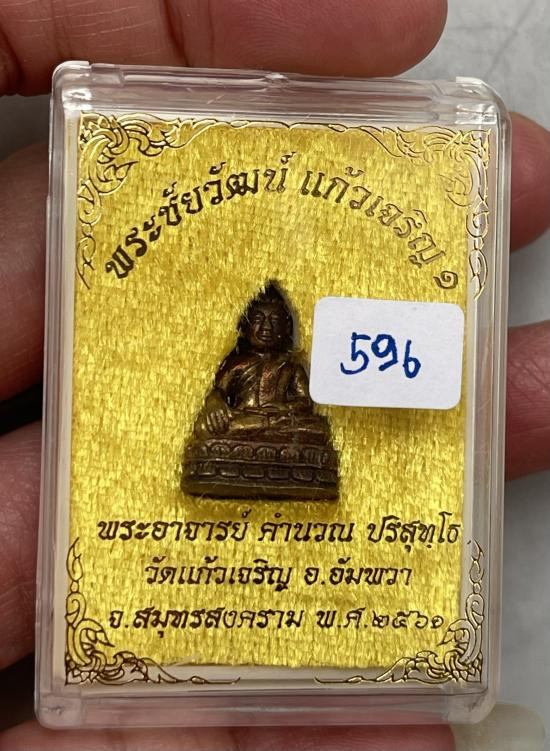 พระชัยวัฒน์ แก้วเจริญ ๑
596
พระอาจารย์ คำนวณ ปริสุทฺโธ
วัดแก้วเจริญ อ.อัมพวา
จ.สมุทรสงคราม พ.ศ.๒๕๖๑